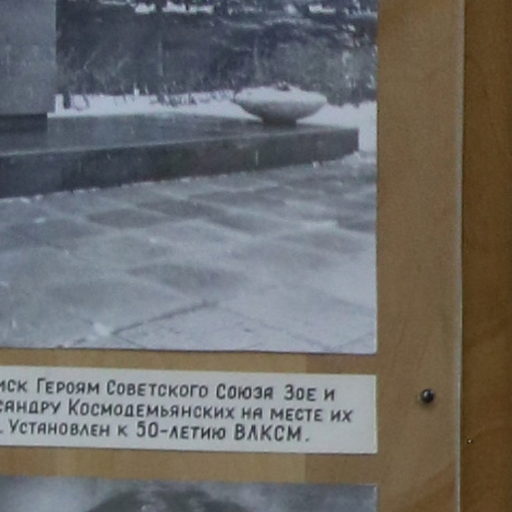 иск Героям Советского Союза Зое и
сандру Космодемьянских на месте их
. Установлен к 50-летию ВЛКСМ.